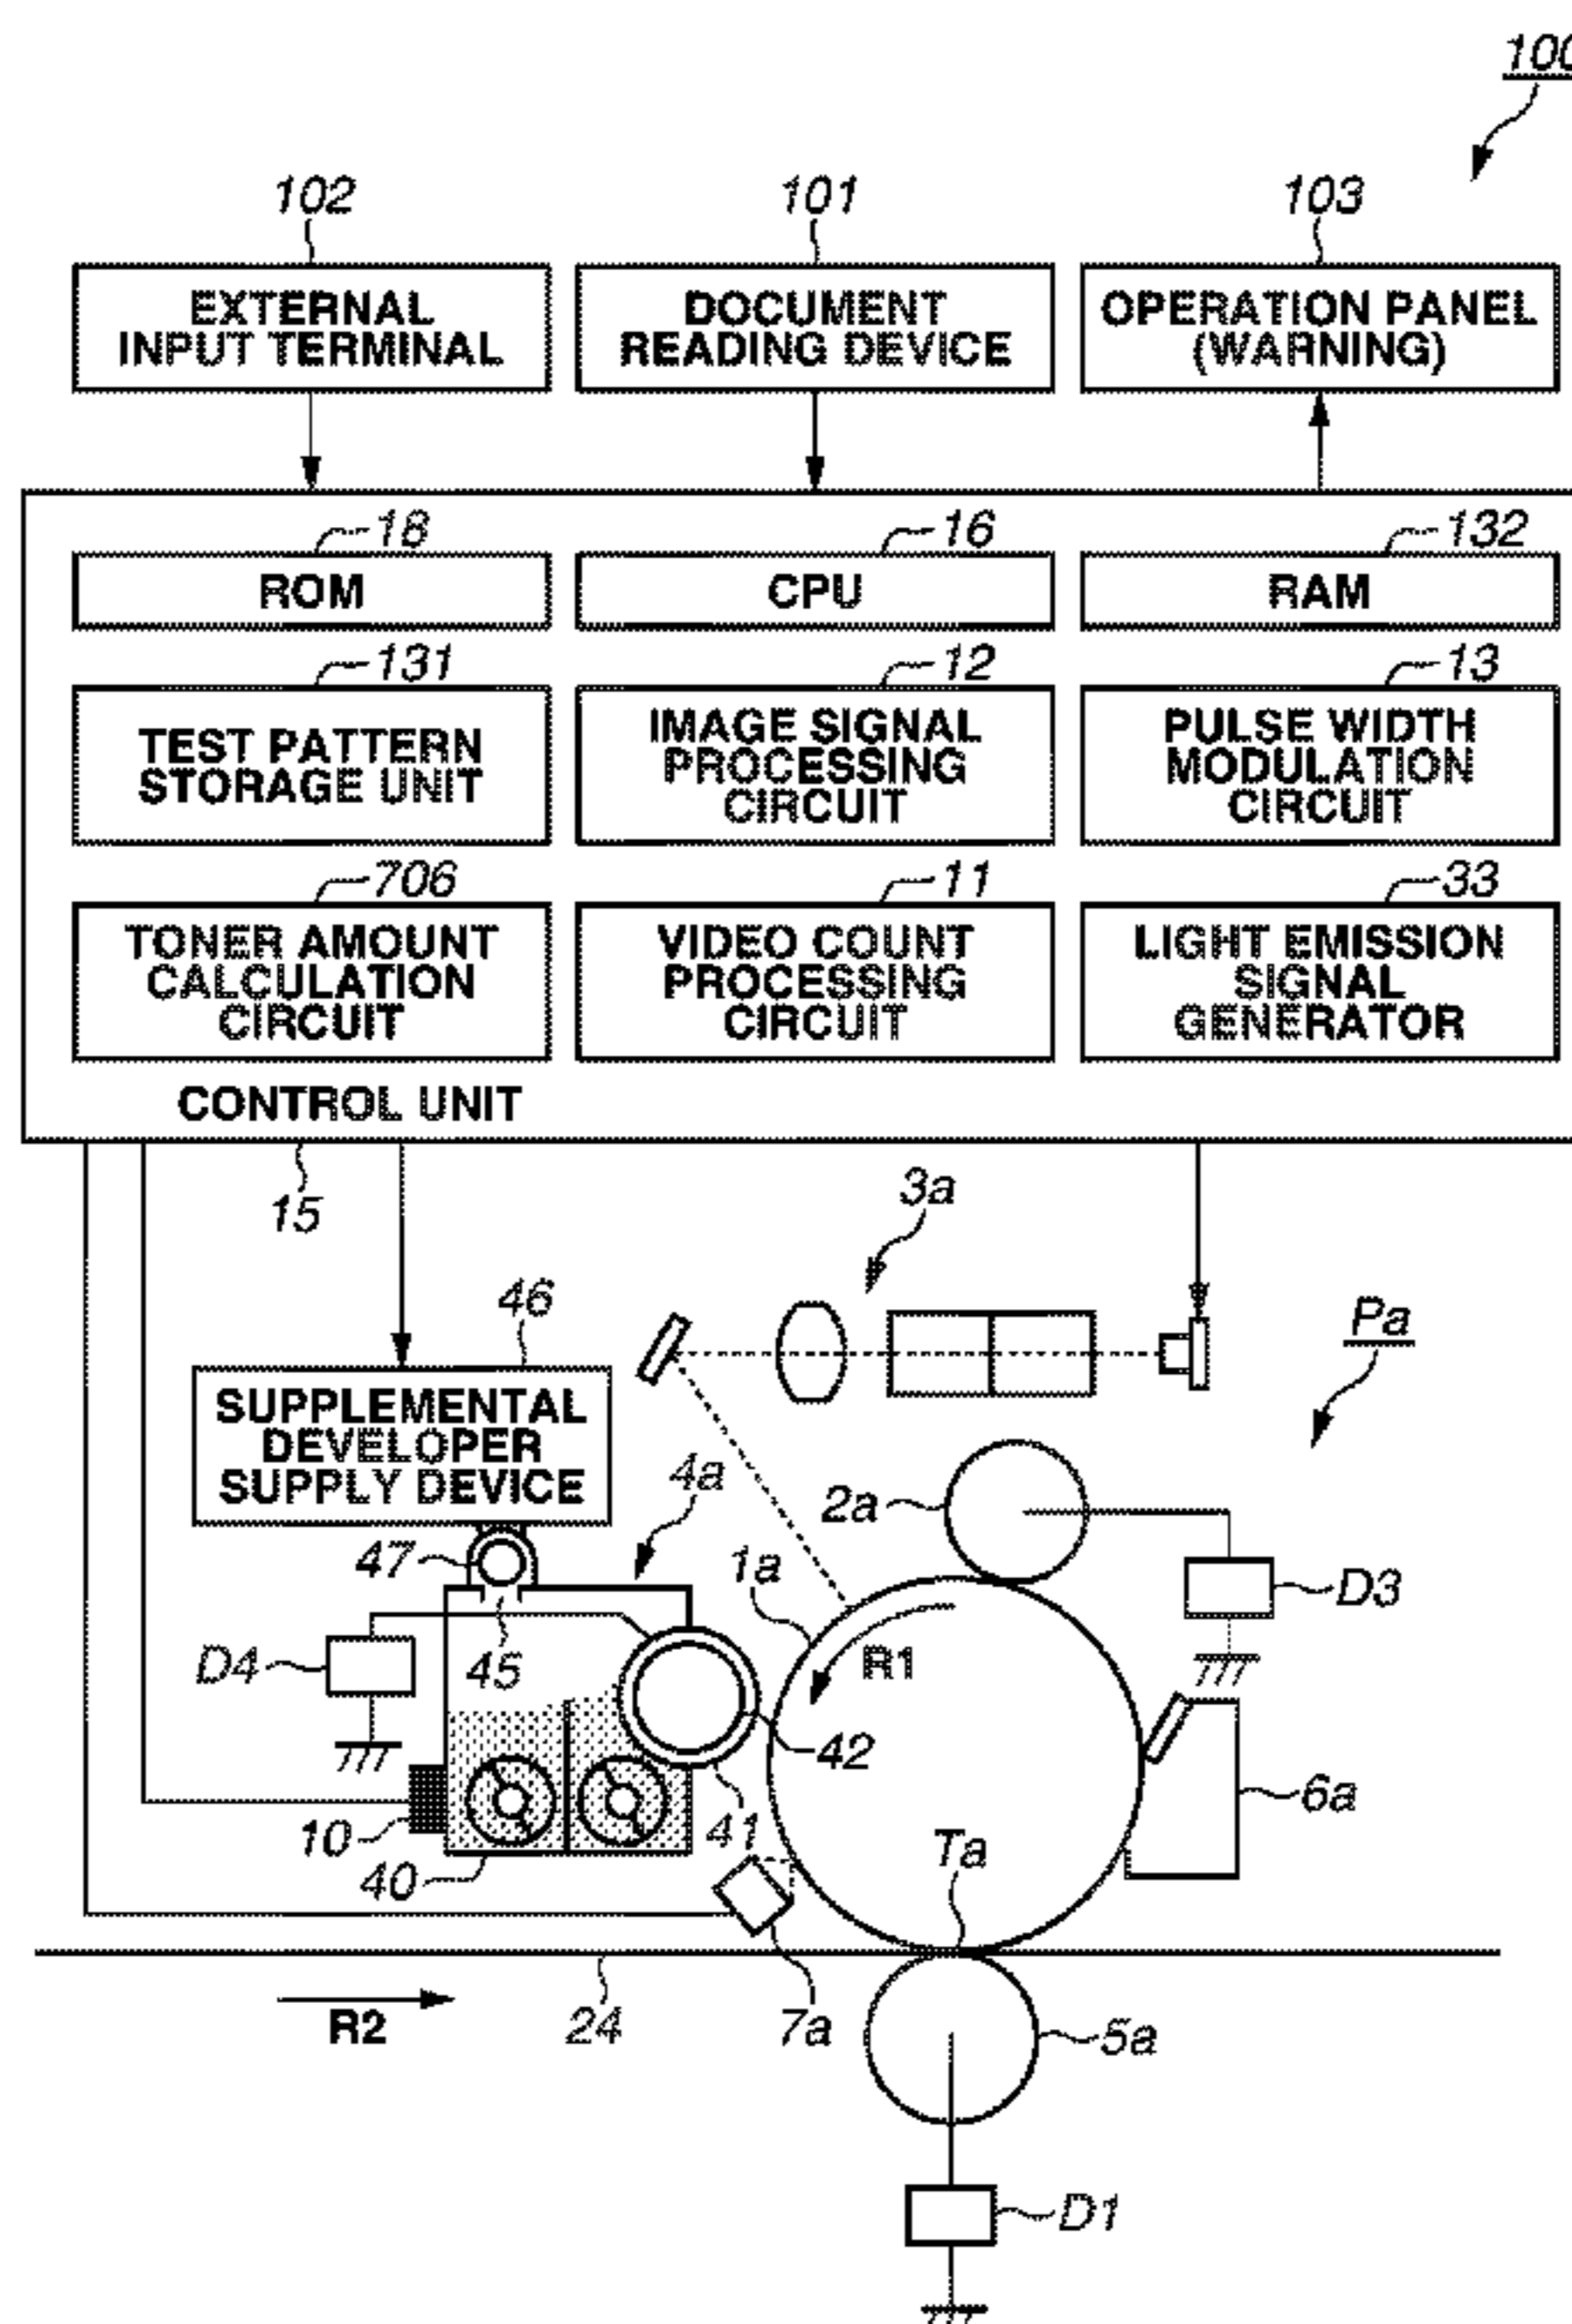 100
102
101
103
EXTERNAL
INPUT TERMINAL
DOCUMENT
READING DEVICE
OPERATION PANEL
(WARNING)
18
16
132
ROM
CPU
RAM
131
12
13
TEST PATTERN
STORAGE UNIT
IMAGE SIGNAL
PROCESSING
CIRCUIT
PULSE WIDTH
MODULATION
CIRCUIT
706
11
33
TONER AMOUNT
CALCULATION
CIRCUIT
VIDEO COUNT
PROCESSING
CIRCUIT
LIGHT EMISSION
SIGNAL
GENERATOR
CONTROL UNIT
15
3a
46
Pa
SUPPLEMENTAL
DEVELOPER
SUPPLY DEVICE
4a
2a
47
1a
D3
D4
45
R1
42
10
41
6a
40
Ta
R2
24
7a
5a
D1